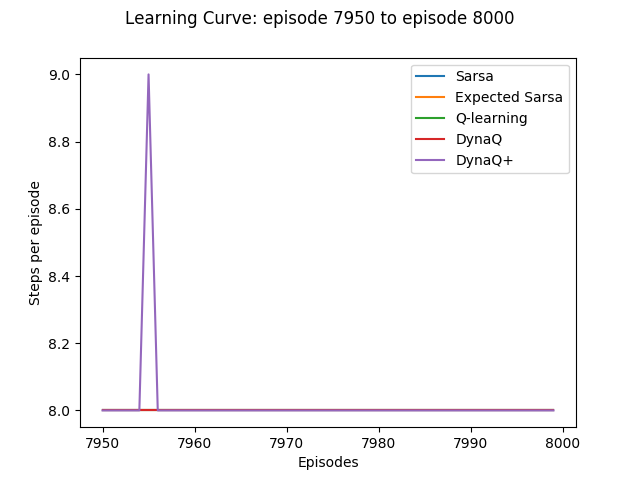 Learning Curve: episode 7950 to episode 8000
9.0
8.8
8.6
8.4
8.2
8.0
Steps per episode
Sarsa
Expected Sarsa
Q-learning
DynaQ
DynaQ+
7950 7960 7970 7980 7990 8000
Episodes